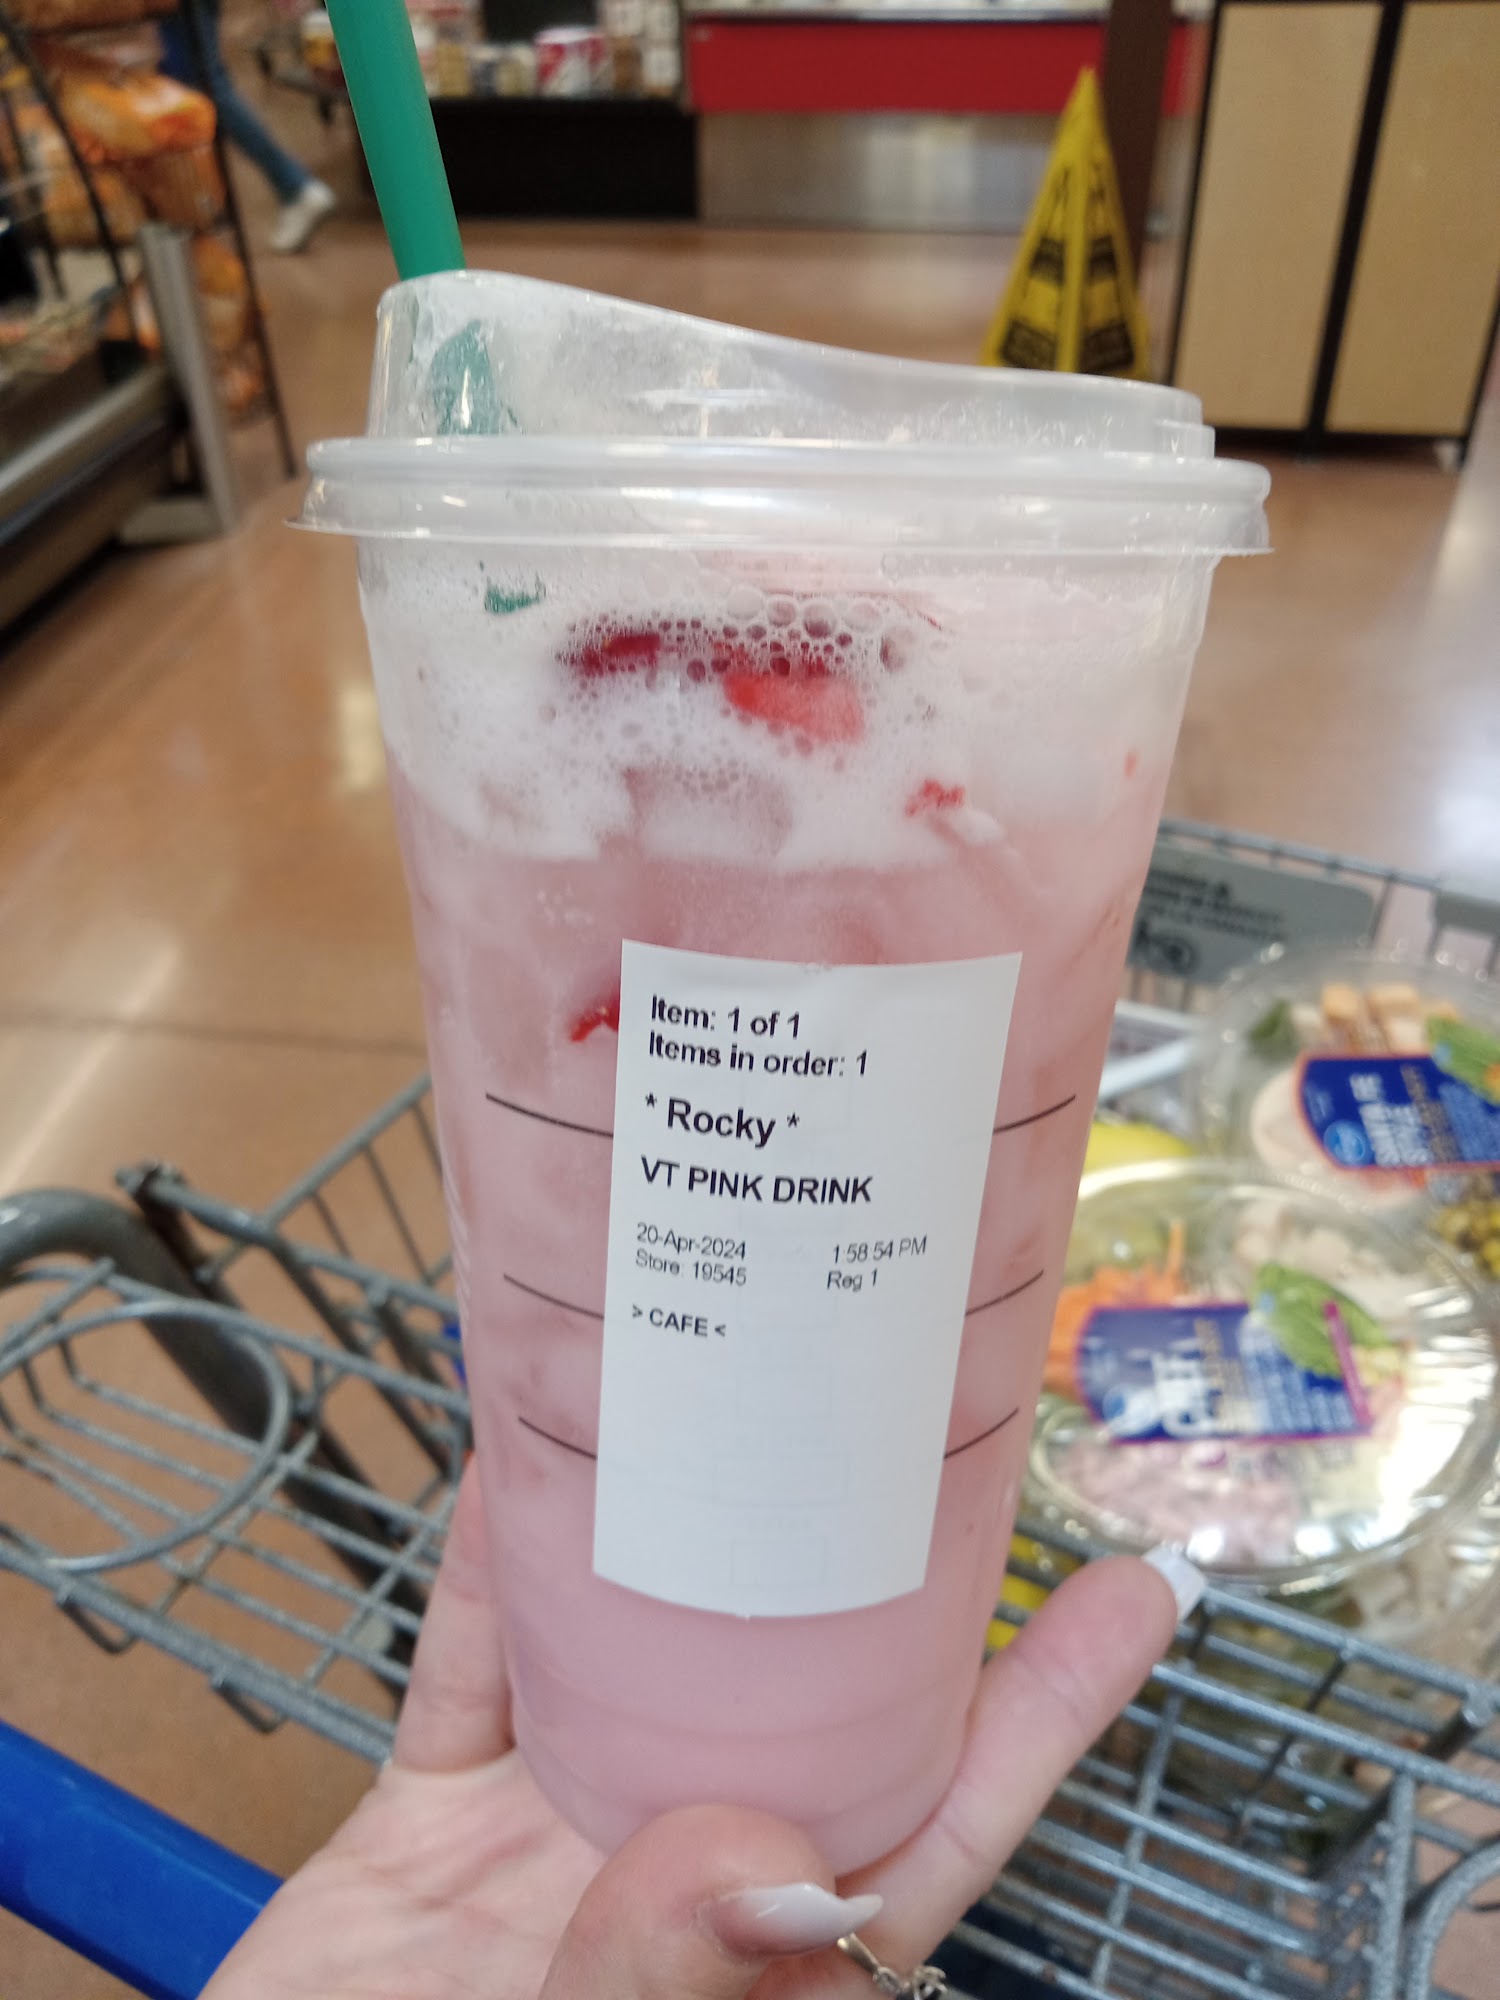 Item: 1 of 1
Items in order: 1
* Rocky *
VT PINK DRINK
20-Apr-2024 1:58:54 PM
Store: 19545 Reg 1
> CAFE <